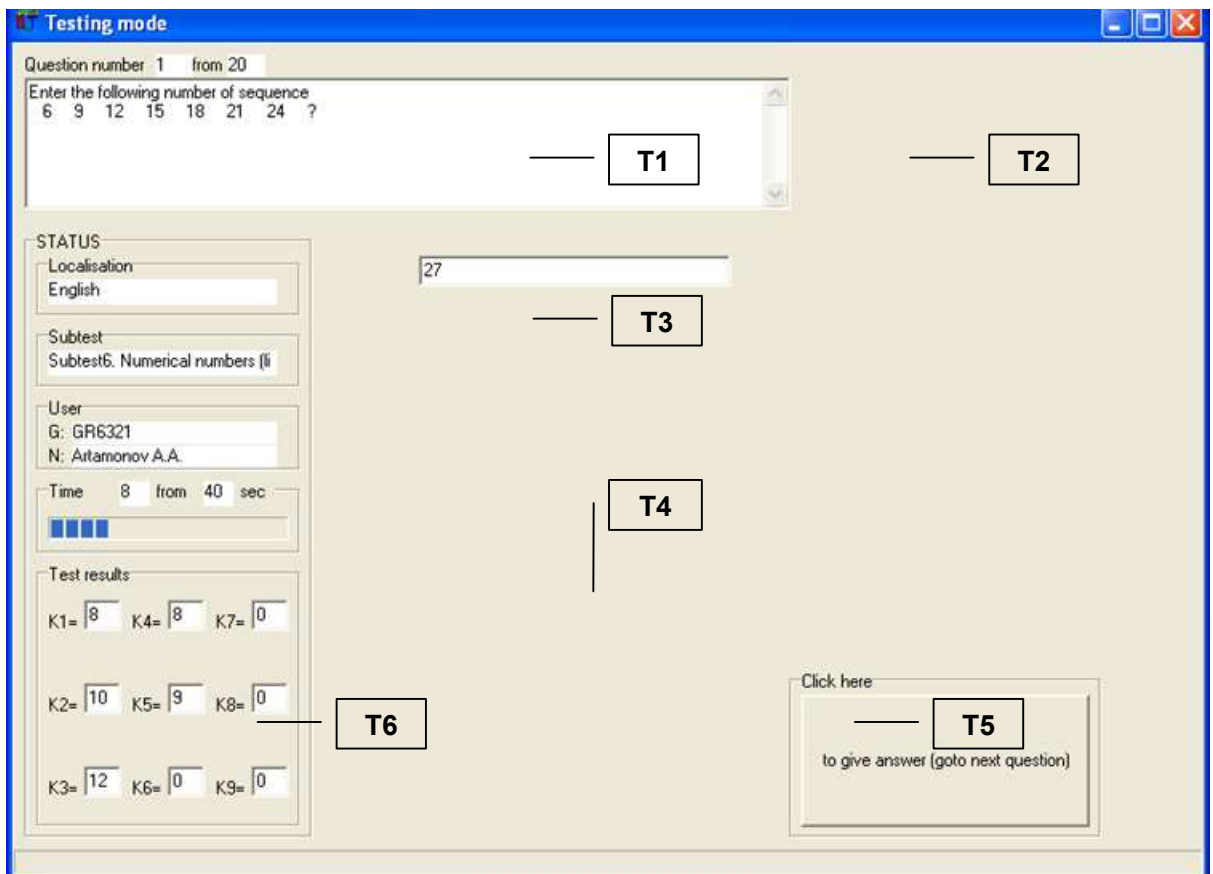 Testing mode
Question number 1 from 20
Enter the following number of sequence
6 9 12 15 18 21 24 ?
T1
T2
STATUS
Localisation
English
27
T3
Subtest
Subtest6. Numerical numbers (li
User
G: GR6321
N: Artamonov A.A.
Time 8 from 40 sec
T4
Test results
K1= 8 K4= 8 K7= 0
K2= 10 K5= 9 K8= 0
K3= 12 K6= 0 K9= 0
T6
Click here
T5
to give answer (goto next question)